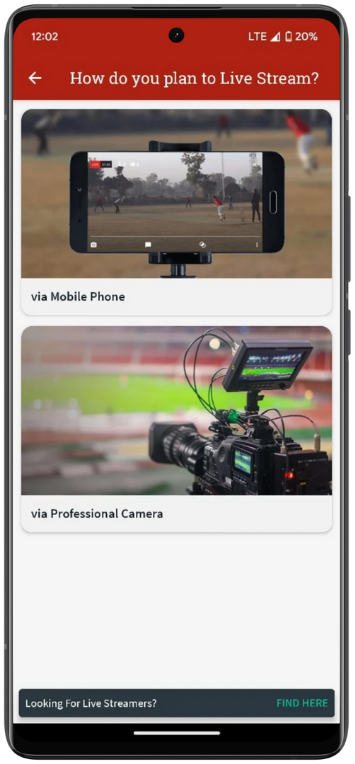 12:02
LTE 20%
How do you plan to Live Stream?
via Mobile Phone
via Professional Camera
Looking For Live Streamers?
FIND HERE